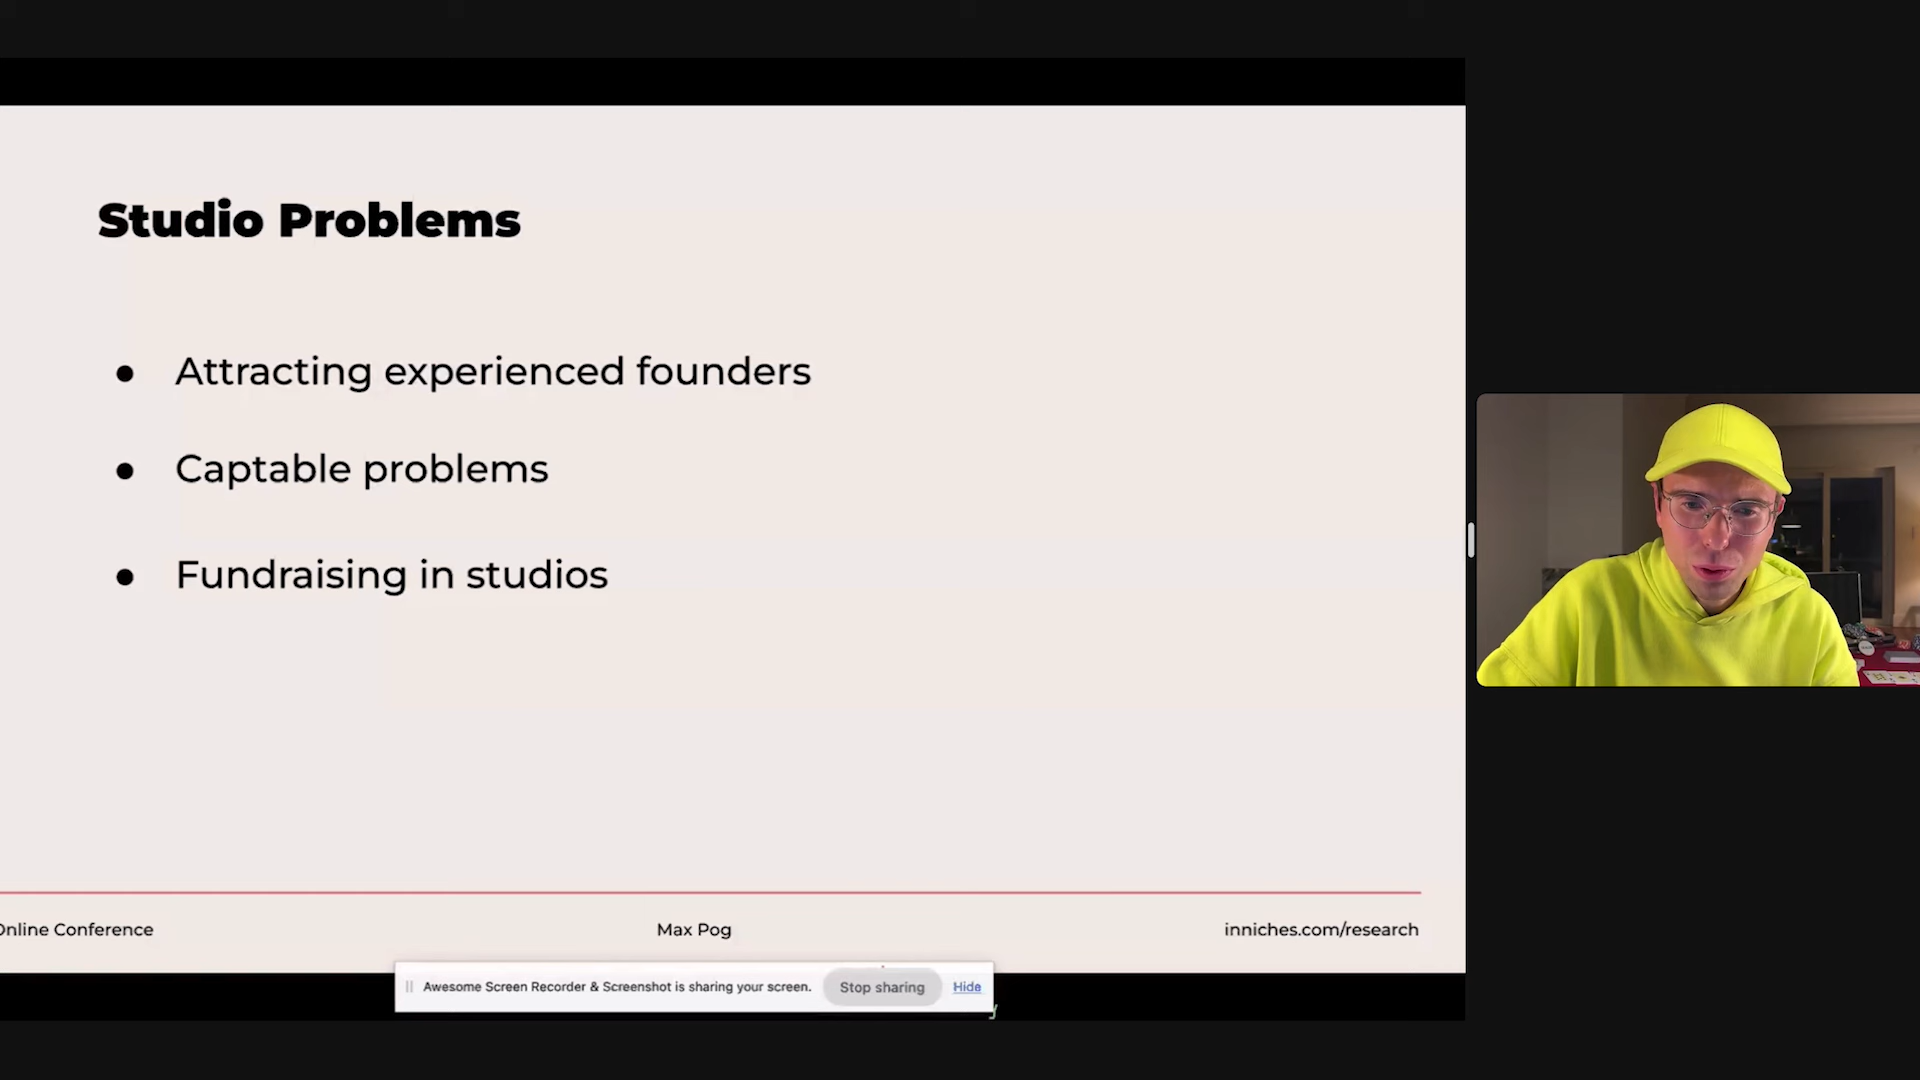 Studio Problems
● Attracting experienced founders
● Captable problems
● Fundraising in studios
Online Conference
Max Pog
inniches.com/research
Awesome Screen Recorder & Screenshot is sharing your screen.
Stop sharing
Hide
y